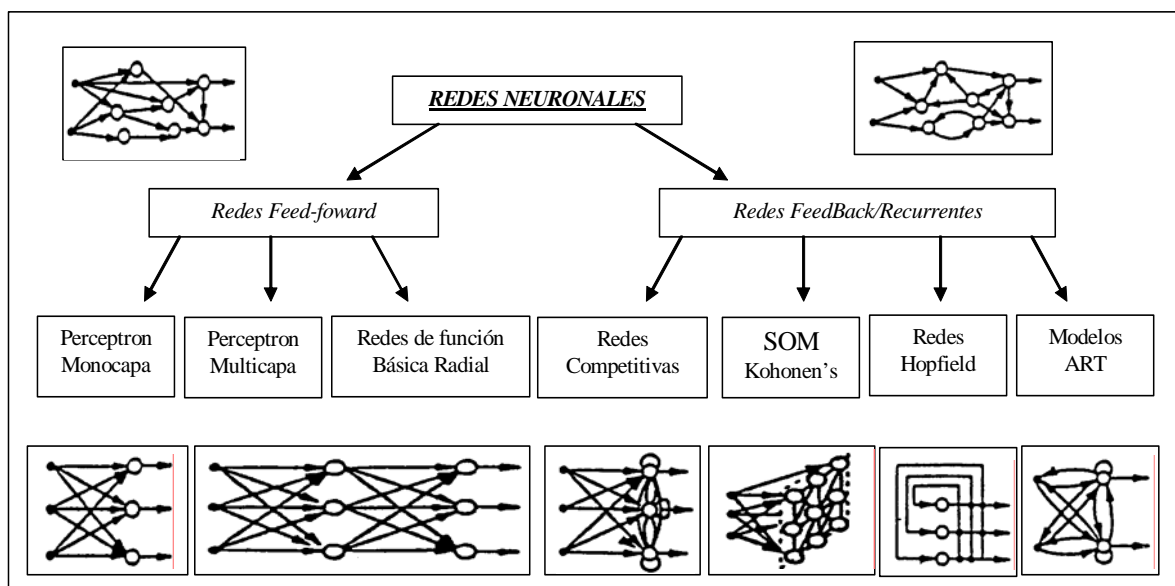 REDES NEURONALES
Redes Feed-foward
Redes FeedBack/Recurrentes
Perceptron
Monocapa
Perceptron
Multicapa
Redes de función
Básica Radial
Redes
Competitivas
SOM
Kohonen’s
Redes
Hopfield
Modelos
ART